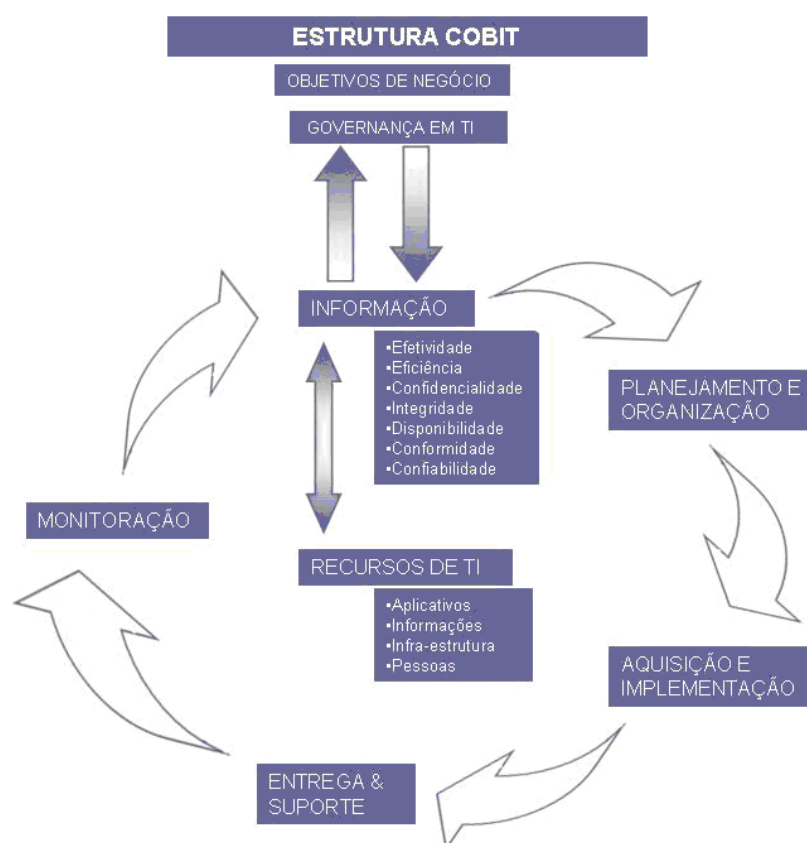 ESTRUTURA COBIT
OBJETIVOS DE NEGÓCIO
GOVERNANÇA EM TI
INFORMAÇÃO
▪Efetividade
▪Eficiência
▪Confidencialidade
▪Integridade
▪Disponibilidade
▪Conformidade
▪Confiabilidade
PLANEJAMENTO E
ORGANIZAÇÃO
MONITORAÇÃO
RECURSOS DE TI
▪Aplicativos
▪Informações
▪Infra-estrutura
▪Pessoas
AQUISIÇÃO E
IMPLEMENTAÇÃO
ENTREGA &
SUPORTE